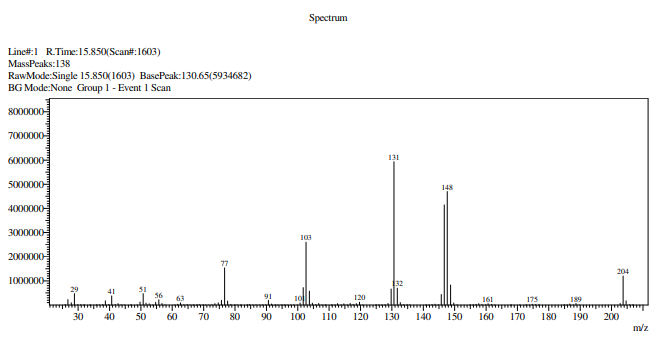 Spectrum
Line#:1 R.Time:15.850(Scan#:1603)
MassPeaks:138
RawMode:Single 15.850(1603) BasePeak:130.65(5934682)
BG Mode:None Group 1 - Event 1 Scan
8000000
7000000
6000000
131
5000000
148
4000000
3000000
103
2000000
77
204
1000000
29 41 51 56 63 91 101 120 132 161 175 189
30 40 50 60 70 80 90 100 110 120 130 140 150 160 170 180 190 200
m/z